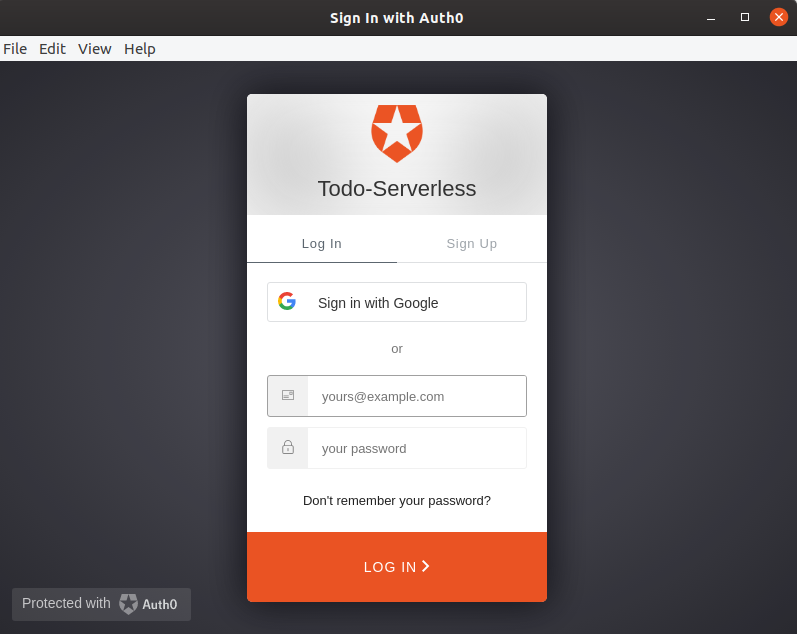 Sign In with Auth0
File Edit View Help
Todo-Serverless
Log In Sign Up
Sign in with Google
or
yours@example.com
your password
Don't remember your password?
LOG IN
Protected with Auth0